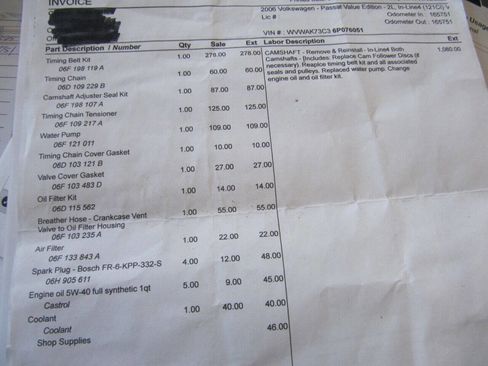 INVOICE
2006 Volkswagen - Passat Value Edition - 2L, In-Line4 (121CI) V
Lic #
Odometer In : 165751
Odometer Out : 165751
VIN # : WVWAK73C3 6P076051
Part Description / Number Qty Sale Ext Labor Description Ext
Timing Belt Kit 1.00 276.00 276.00
06F 198 119 A
Timing Chain 1.00 60.00 60.00
06D 109 229 B
Camshaft Adjuster Seal Kit 1.00 87.00 87.00
06F 198 107 A
Timing Chain Tensioner 1.00 125.00 125.00
06F 109 217 A
Water Pump 1.00 109.00 109.00
06F 121 011
Timing Chain Cover Gasket 1.00 10.00 10.00
06D 103 121 B
Valve Cover Gasket 1.00 27.00 27.00
06F 103 483 D
Oil Filter Kit 1.00 14.00 14.00
06D 115 562
Breather Hose - Crankcase Vent 1.00 55.00 55.00
Valve to Oil Filter Housing
06F 103 235 A
Air Filter 1.00 22.00 22.00
06F 133 843 A
Spark Plug - Bosch FR-6-KPP-332-S 4.00 12.00 48.00
06H 905 611
Engine oil 5W-40 full synthetic 1qt 5.00 9.00 45.00
Castrol
Coolant 1.00 40.00 40.00
Coolant
Shop Supplies 46.00
CAMSHAFT - Remove & Reinstall - In-Line4 Both 1,080.00
Camshafts - [Includes: Replace Cam Follower Discs (if
necessary). Reaplce timing belt kit and all associated
seals and pulleys. Replaced water pump. Change
engine oil and oil filter kit.